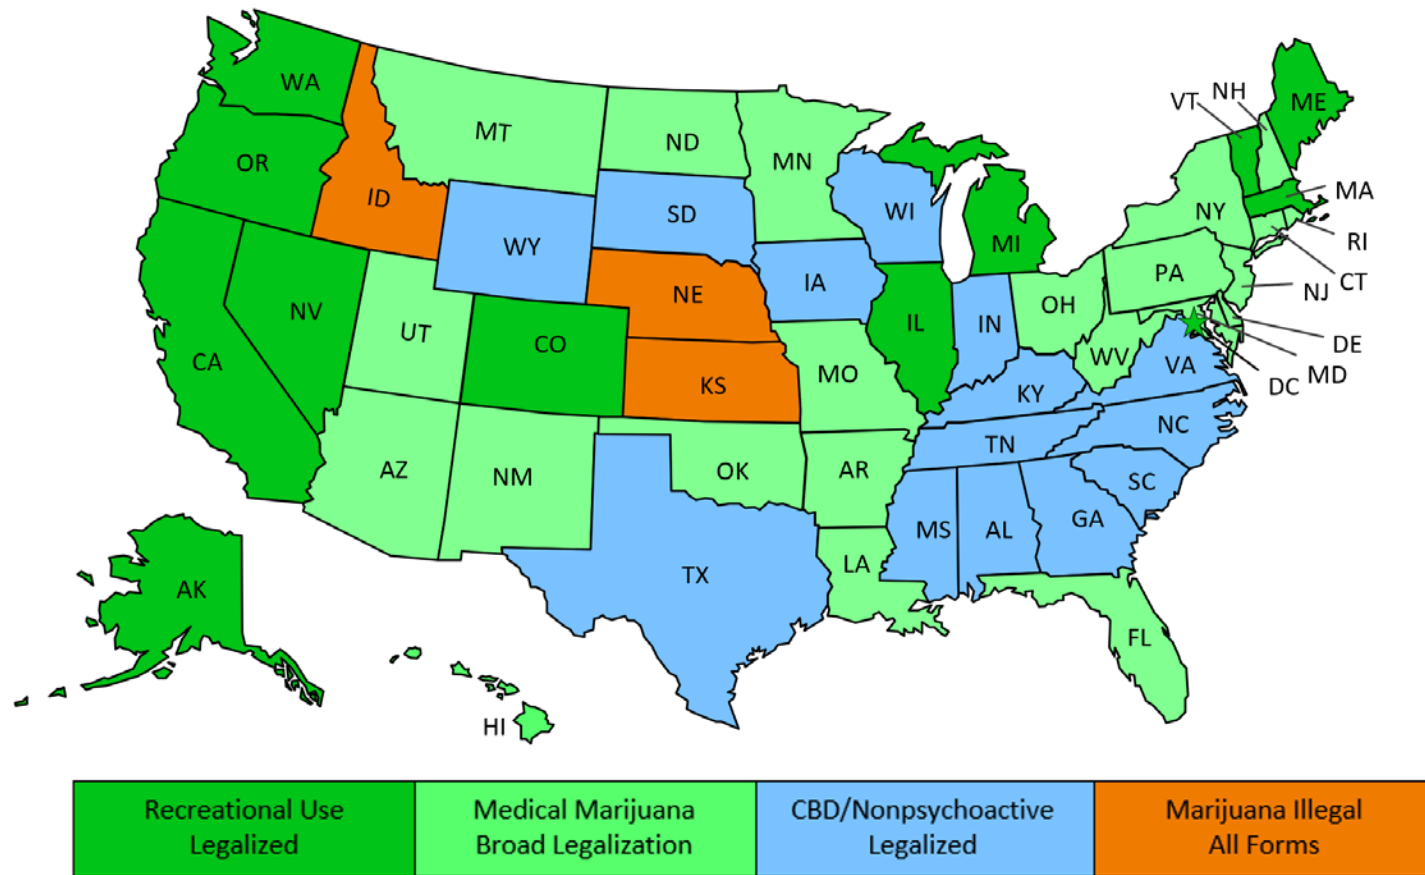 WA
OR
ID
MT
ND
MN
VT
NH
ME
WY
SD
WI
MI
NY
MA
RI
CT
NJ
PA
CA
NV
UT
CO
NE
IA
IL
IN
OH
WV
VA
DE
MD
DC
KS
MO
KY
AZ
NM
OK
AR
TN
NC
SC
MS
AL
GA
TX
LA
FL
AK
HI
Recreational Use
Legalized
Medical Marijuana
Broad Legalization
CBD/Nonpsychoactive
Legalized
Marijuana Illegal
All Forms